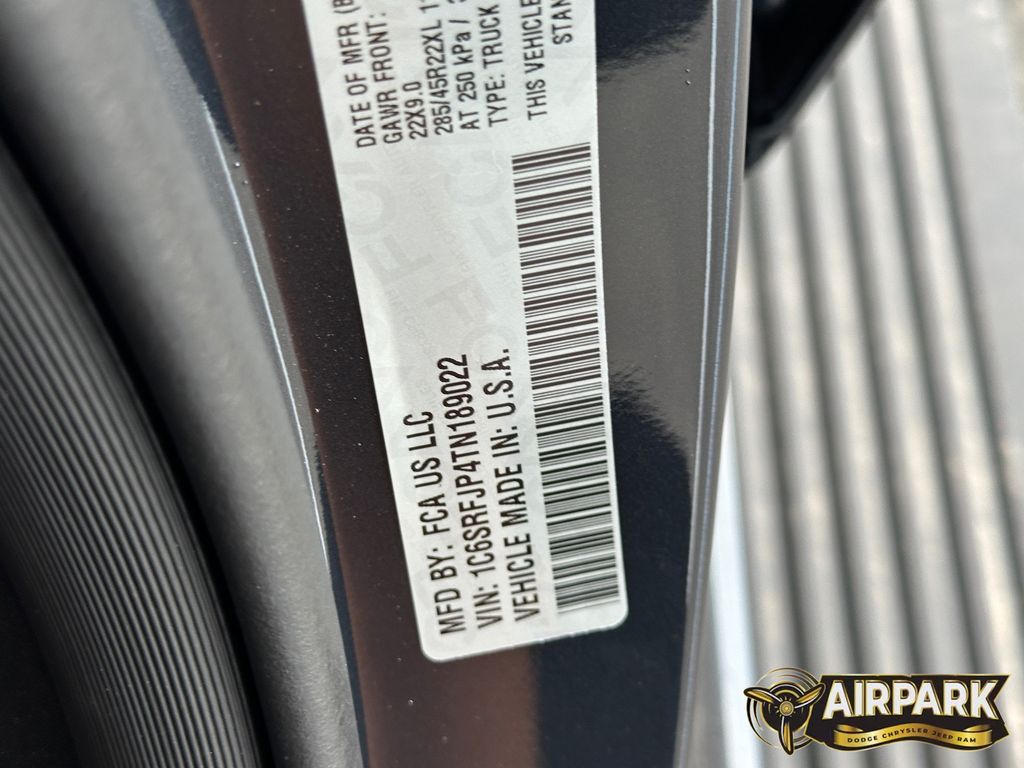 MFD BY: FCA US LLC
VIN: 1C6SRFJP4TN189022
VEHICLE MADE IN: U.S.A.
DATE OF MFR (B
GAWR FRONT:
22X9.0
285/45R22XL 1
AT 250 kPa /
TYPE: TRUCK
THIS VEHICLE
STAN
AIRPARK
DODGE CHRYSLER JEEP RAM